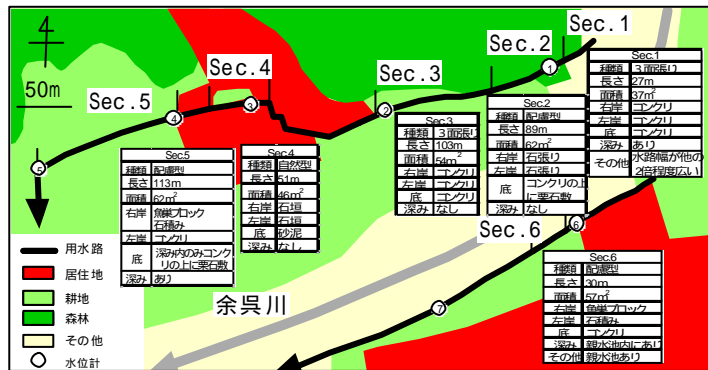 4
50m
Sec.1
Sec.2
Sec.3
Sec.4
Sec.5
Sec.6
① ② ③ ④ ⑤ ⑥ ⑦
余呉川
Sec.1
種類 3面張り
長さ 27m
面積 37m²
右岸 コンクリ
左岸 コンクリ
底 コンクリ
深み あり
その他 水路幅が他の
2倍程度広い
Sec.2
種類 配慮型
長さ 89m
面積 62m²
右岸 石張り
左岸 石張り
底 コンクリの上
に栗石敷
深み なし
Sec.3
種類 3面張り
長さ 103m
面積 54m²
右岸 コンクリ
左岸 コンクリ
底 コンクリ
深み なし
Sec.4
種類 自然型
長さ 51m
面積 46m²
右岸 石垣
左岸 石垣
底 砂泥
深み なし
Sec.5
種類 配慮型
長さ 113m
面積 62m²
右岸 魚巣ブロック
石積み
左岸 コンクリ
底 深み内のみコンク
リの上に栗石敷
深み あり
Sec.6
種類 配慮型
長さ 30m
面積 57m²
右岸 魚巣ブロック
左岸 石積み
底 コンクリ
深み 親水池内にあり
その他 親水池あり
用水路
居住地
耕地
森林
その他
水位計